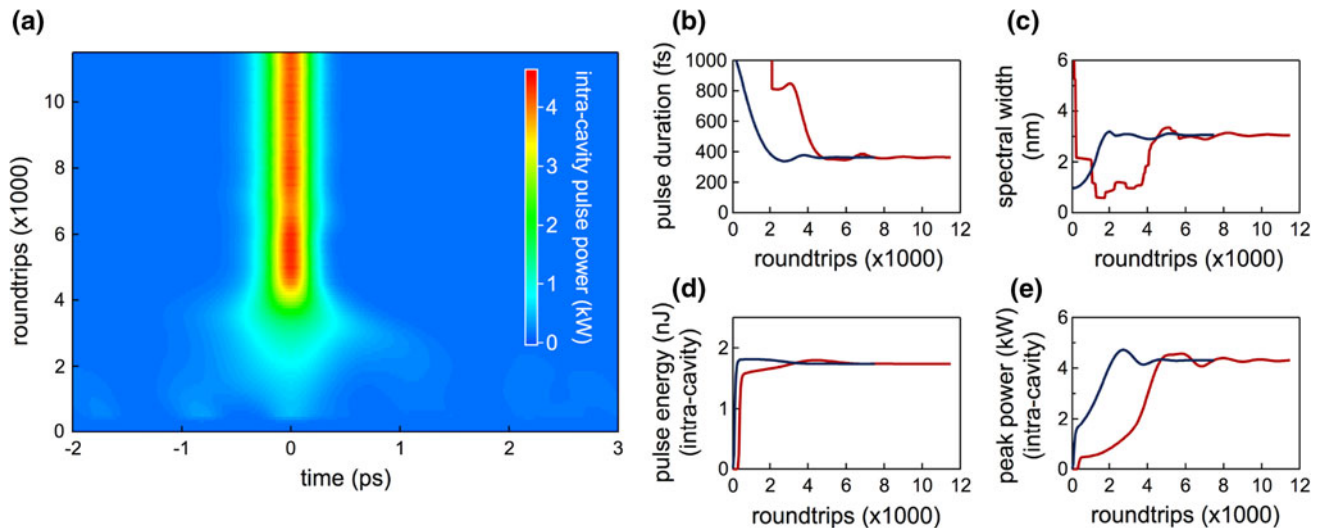 (a)
roundtrips (x1000)
10
8
6
4
2
0
-2
-1
0
1
2
3
time (ps)
intra-cavity pulse power (kW)
4
3
2
1
0
(b)
pulse duration (fs)
1000
800
600
400
200
0
0 2 4 6 8 10 12
roundtrips (x1000)
(c)
spectral width
(nm)
6
4
2
0
0 2 4 6 8 10 12
roundtrips (x1000)
(d)
pulse energy (nJ)
(intra-cavity)
2
1
0
0 2 4 6 8 10 12
roundtrips (x1000)
(e)
peak power (kW)
(intra-cavity)
6
4
2
0
0 2 4 6 8 10 12
roundtrips (x1000)